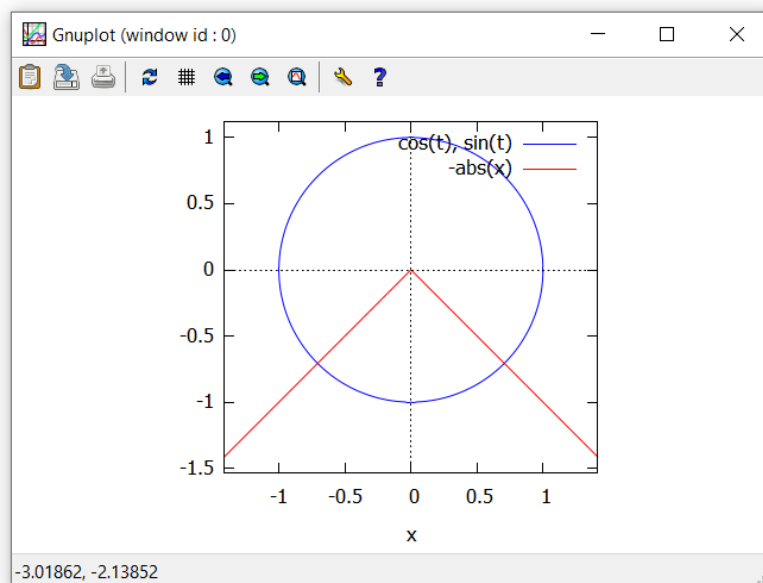 Gnuplot (window id : 0)
cos(t), sin(t)
-abs(x)
1
0.5
0
-0.5
-1
-1.5
-1 -0.5 0 0.5 1
x
-3.01862, -2.13852